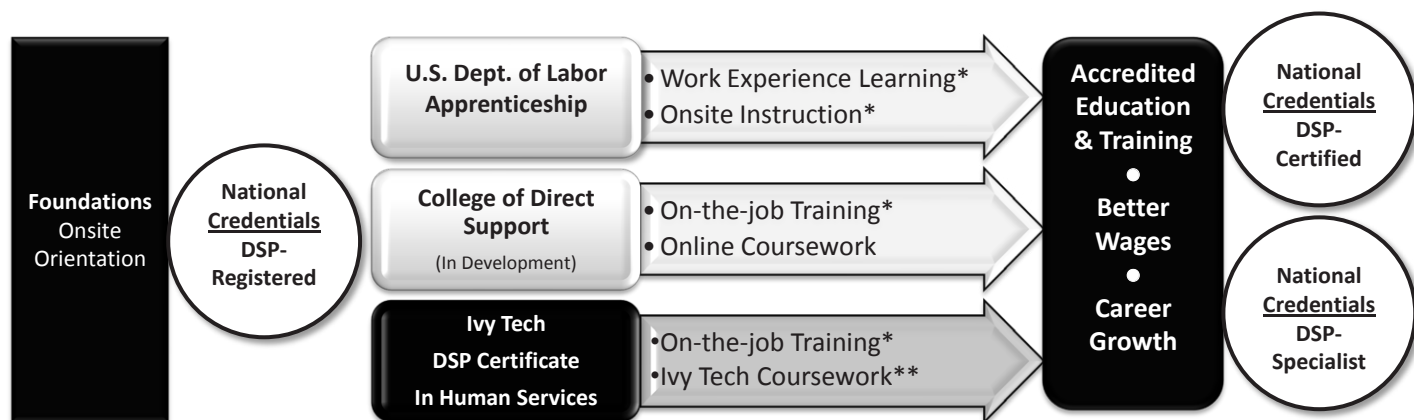 Foundations
Onsite
Orientation
National
Credentials
DSP-
Registered
U.S. Dept. of Labor
Apprenticeship
• Work Experience Learning*
• Onsite Instruction*
College of Direct
Support
(In Development)
• On-the-job Training*
• Online Coursework
Ivy Tech
DSP Certificate
In Human Services
•On-the-job Training*
•Ivy Tech Coursework**
Accredited
Education
& Training
•
Better
Wages
•
Career
Growth
National
Credentials
DSP-
Certified
National
Credentials
DSP-
Specialist